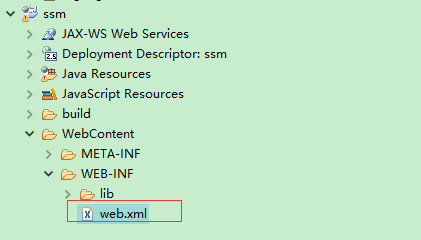 ssm
JAX-WS Web Services
Deployment Descriptor: ssm
Java Resources
JavaScript Resources
build
WebContent
META-INF
WEB-INF
lib
web.xml